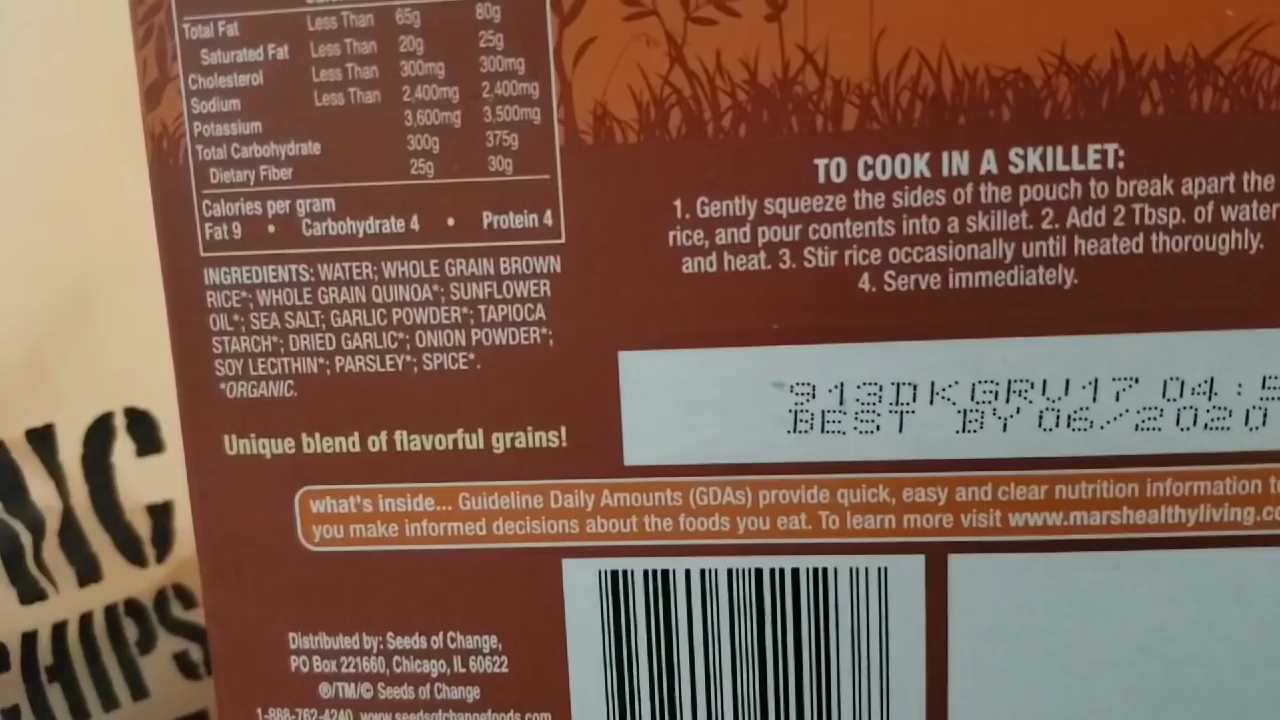 Total Fat Less Than 65g 80g
Saturated Fat Less Than 20g 25g
Cholesterol Less Than 300mg 300mg
Sodium Less Than 2,400mg 2,400mg
Potassium 3,600mg 3,500mg
Total Carbohydrate 300g 375g
Dietary Fiber 25g 30g
Calories per gram
Fat 9 • Carbohydrate 4 • Protein 4
INGREDIENTS: WATER; WHOLE GRAIN BROWN
RICE*; WHOLE GRAIN QUINOA*; SUNFLOWER
OIL*; SEA SALT; GARLIC POWDER*; TAPIOCA
STARCH*; DRIED GARLIC*; ONION POWDER*;
SOY LECITHIN*; PARSLEY*; SPICE*.
*ORGANIC.
Unique blend of flavorful grains!
TO COOK IN A SKILLET:
1. Gently squeeze the sides of the pouch to break apart the
rice, and pour contents into a skillet. 2. Add 2 Tbsp. of water
and heat. 3. Stir rice occasionally until heated thoroughly.
4. Serve immediately.
913DKGRU17 04:5
BEST BY 06/2020
what's inside... Guideline Daily Amounts (GDAs) provide quick, easy and clear nutrition information t
you make informed decisions about the foods you eat. To learn more visit www.marshealthyliving.co
Distributed by: Seeds of Change,
PO Box 221660, Chicago, IL 60622
®/TM/© Seeds of Change
1-888-762-4240 www.seedsofchangefoods.com
NIC
CHIPS